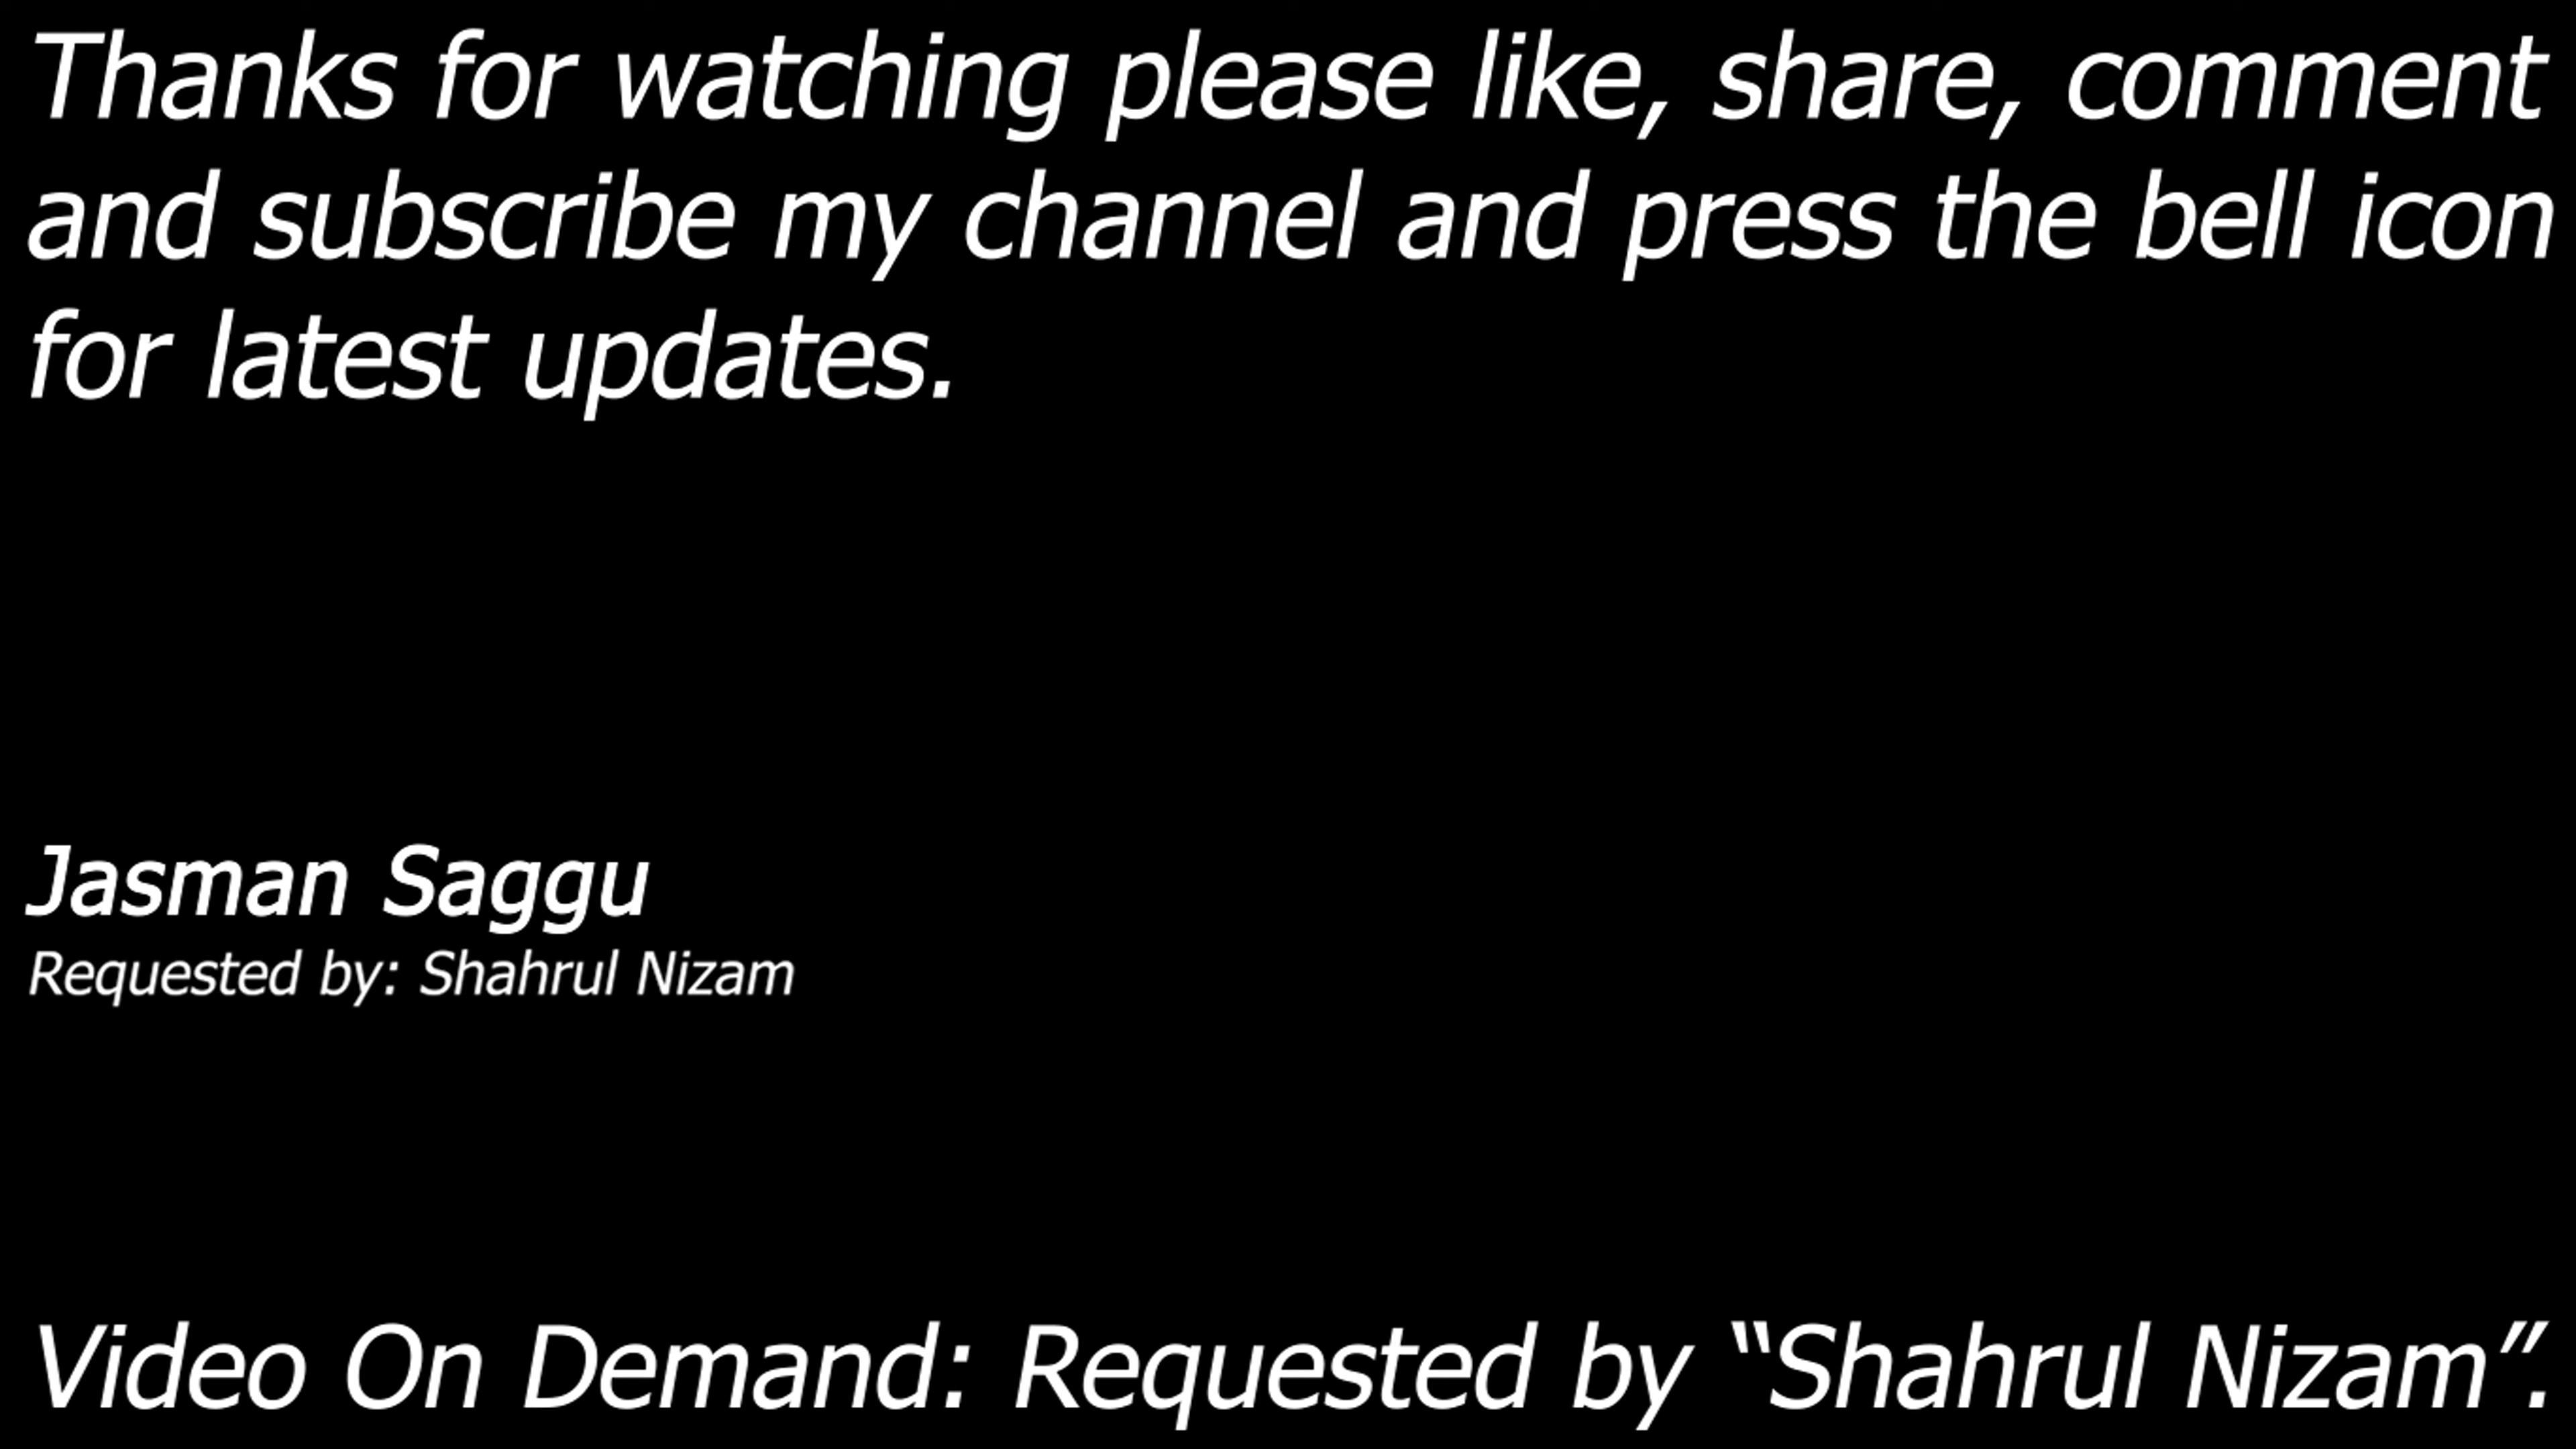 Thanks for watching please like, share, comment
and subscribe my channel and press the bell icon
for latest updates.
Jasman Saggu
Requested by: Shahrul Nizam
Video On Demand: Requested by “Shahrul Nizam”.